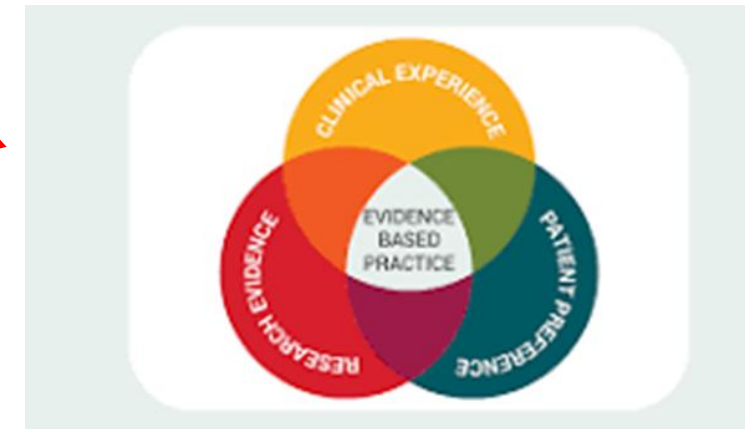 CLINICAL EXPERIENCE
EVIDENCE
BASED
PRACTICE
RESEARCH EVIDENCE
PATIENT PREFERENCE